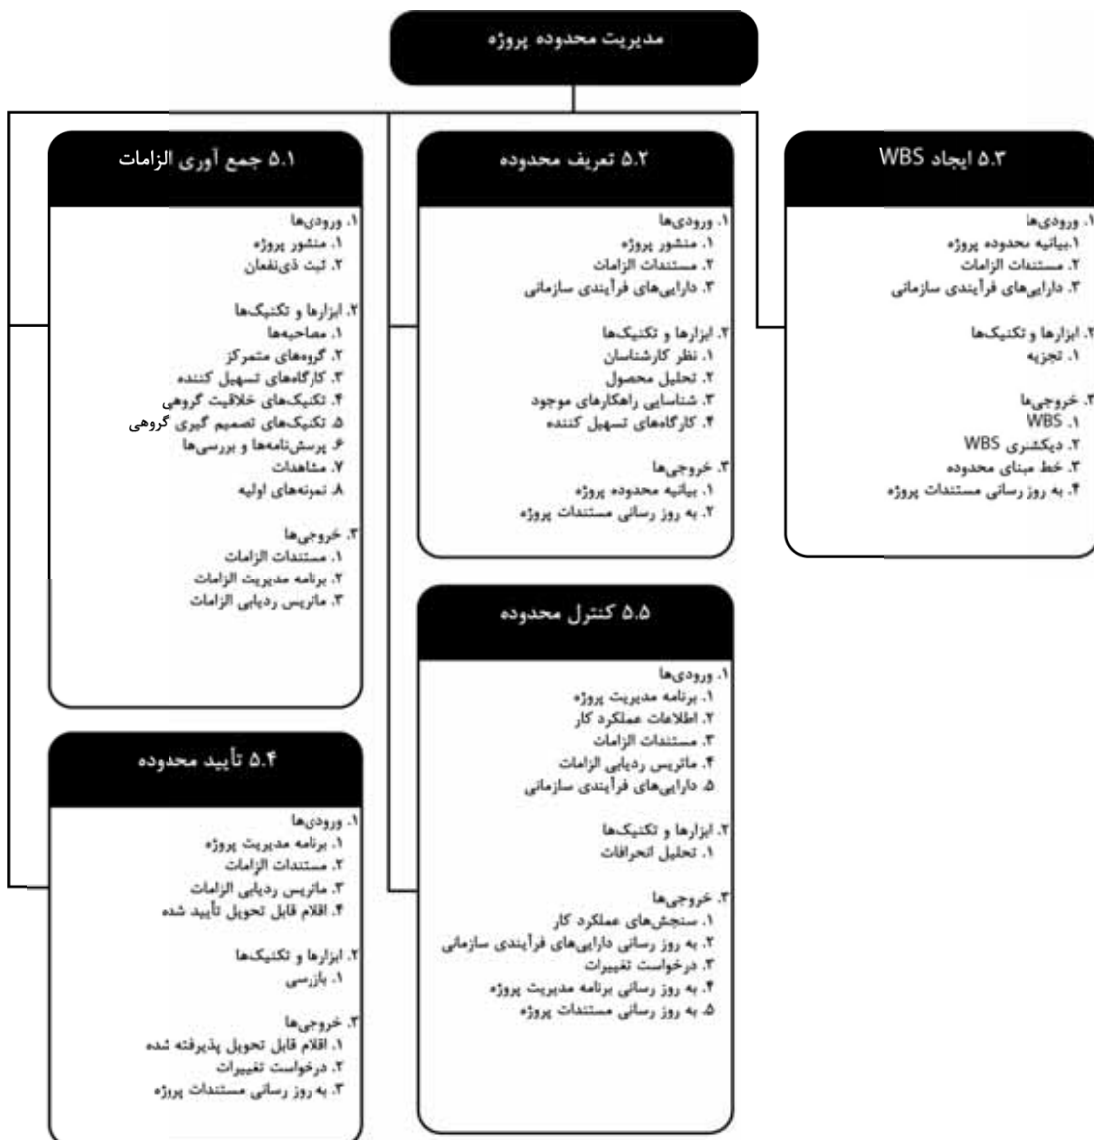 مدیریت محدوده پروژه
۵.۱ جمع آوری الزامات
۱. ورودی‌ها
۱. منشور پروژه
۲. ثبت ذی‌نفعان
۲. ابزارها و تکنیک‌ها
۱. مصاحبه‌ها
۲. گروه‌های متمرکز
۳. کارگاه‌های تسهیل کننده
۴. تکنیک‌های خلاقیت گروهی
۵. تکنیک‌های تصمیم گیری گروهی
۶. پرسش‌نامه‌ها و بررسی‌ها
۷. مشاهدات
۸. نمرنه‌های اولیه
۳. خروجی‌ها
۱. مستندات الزامات
۲. برنامه مدیریت الزامات
۳. ماتریس ردیابی الزامات
۵.۲ تعریف محدوده
۱. ورودی‌ها
۱. منشور پروژه
۲. مستندات الزامات
۳. دارایی‌های فرآیندی سازمانی
۲. ابزارها و تکنیک‌ها
۱. نظر کارشناسان
۲. تحلیل محصول
۳. شناسایی راهکارهای موجود
۴. کارگاه‌های تسهیل کننده
۳. خروجی‌ها
۱. بیانیه محدوده پروژه
۲. به روز رسانی مستندات پروژه
۵.۳ ایجاد WBS
۱. ورودی‌ها
۱.بیانیه محدوده پروژه
۲. مستندات الزامات
۳. دارایی‌های فرآیندی سازمانی
۲. ابزارها و تکنیک‌ها
۱. تجزیه
۳. خروجی‌ها
۱. WBS
۲. دیکشنری WBS
۳. خط مبنای محدوده
۴. به روز رسانی مستندات پروژه
۵.۴ تأیید محدوده
۱. ورودی‌ها
۱. برنامه مدیریت پروژه
۲. مستندات الزامات
۳. ماتریس ردیابی الزامات
۴. اقلام قابل تحویل تأیید شده
۲. ابزارها و تکنیک‌ها
۱. بازرسی
۳. خروجی‌ها
۱. اقلام قابل تحویل پذیرفته شده
۲. درخواست تغییرات
۳. به روز رسانی مستندات پروژه
۵.۵ کنترل محدوده
۱. ورودی‌ها
۱. برنامه مدیریت پروژه
۲. اطلاعات عملکرد کار
۳. مستندات الزامات
۴. ماتریس ردیابی الزامات
۵. دارایی‌های فرآیندی سازمانی
۲. ابزارها و تکنیک‌ها
۱. تحلیل انحرافات
۳. خروجی‌ها
۱. سنجش‌های عملکرد کار
۲. به روز رسانی دارایی‌های فرآیندی سازمانی
۳. درخواست تغییرات
۴. به روز رسانی برنامه مدیریت پروژه
۵. به روز رسانی مستندات پروژه